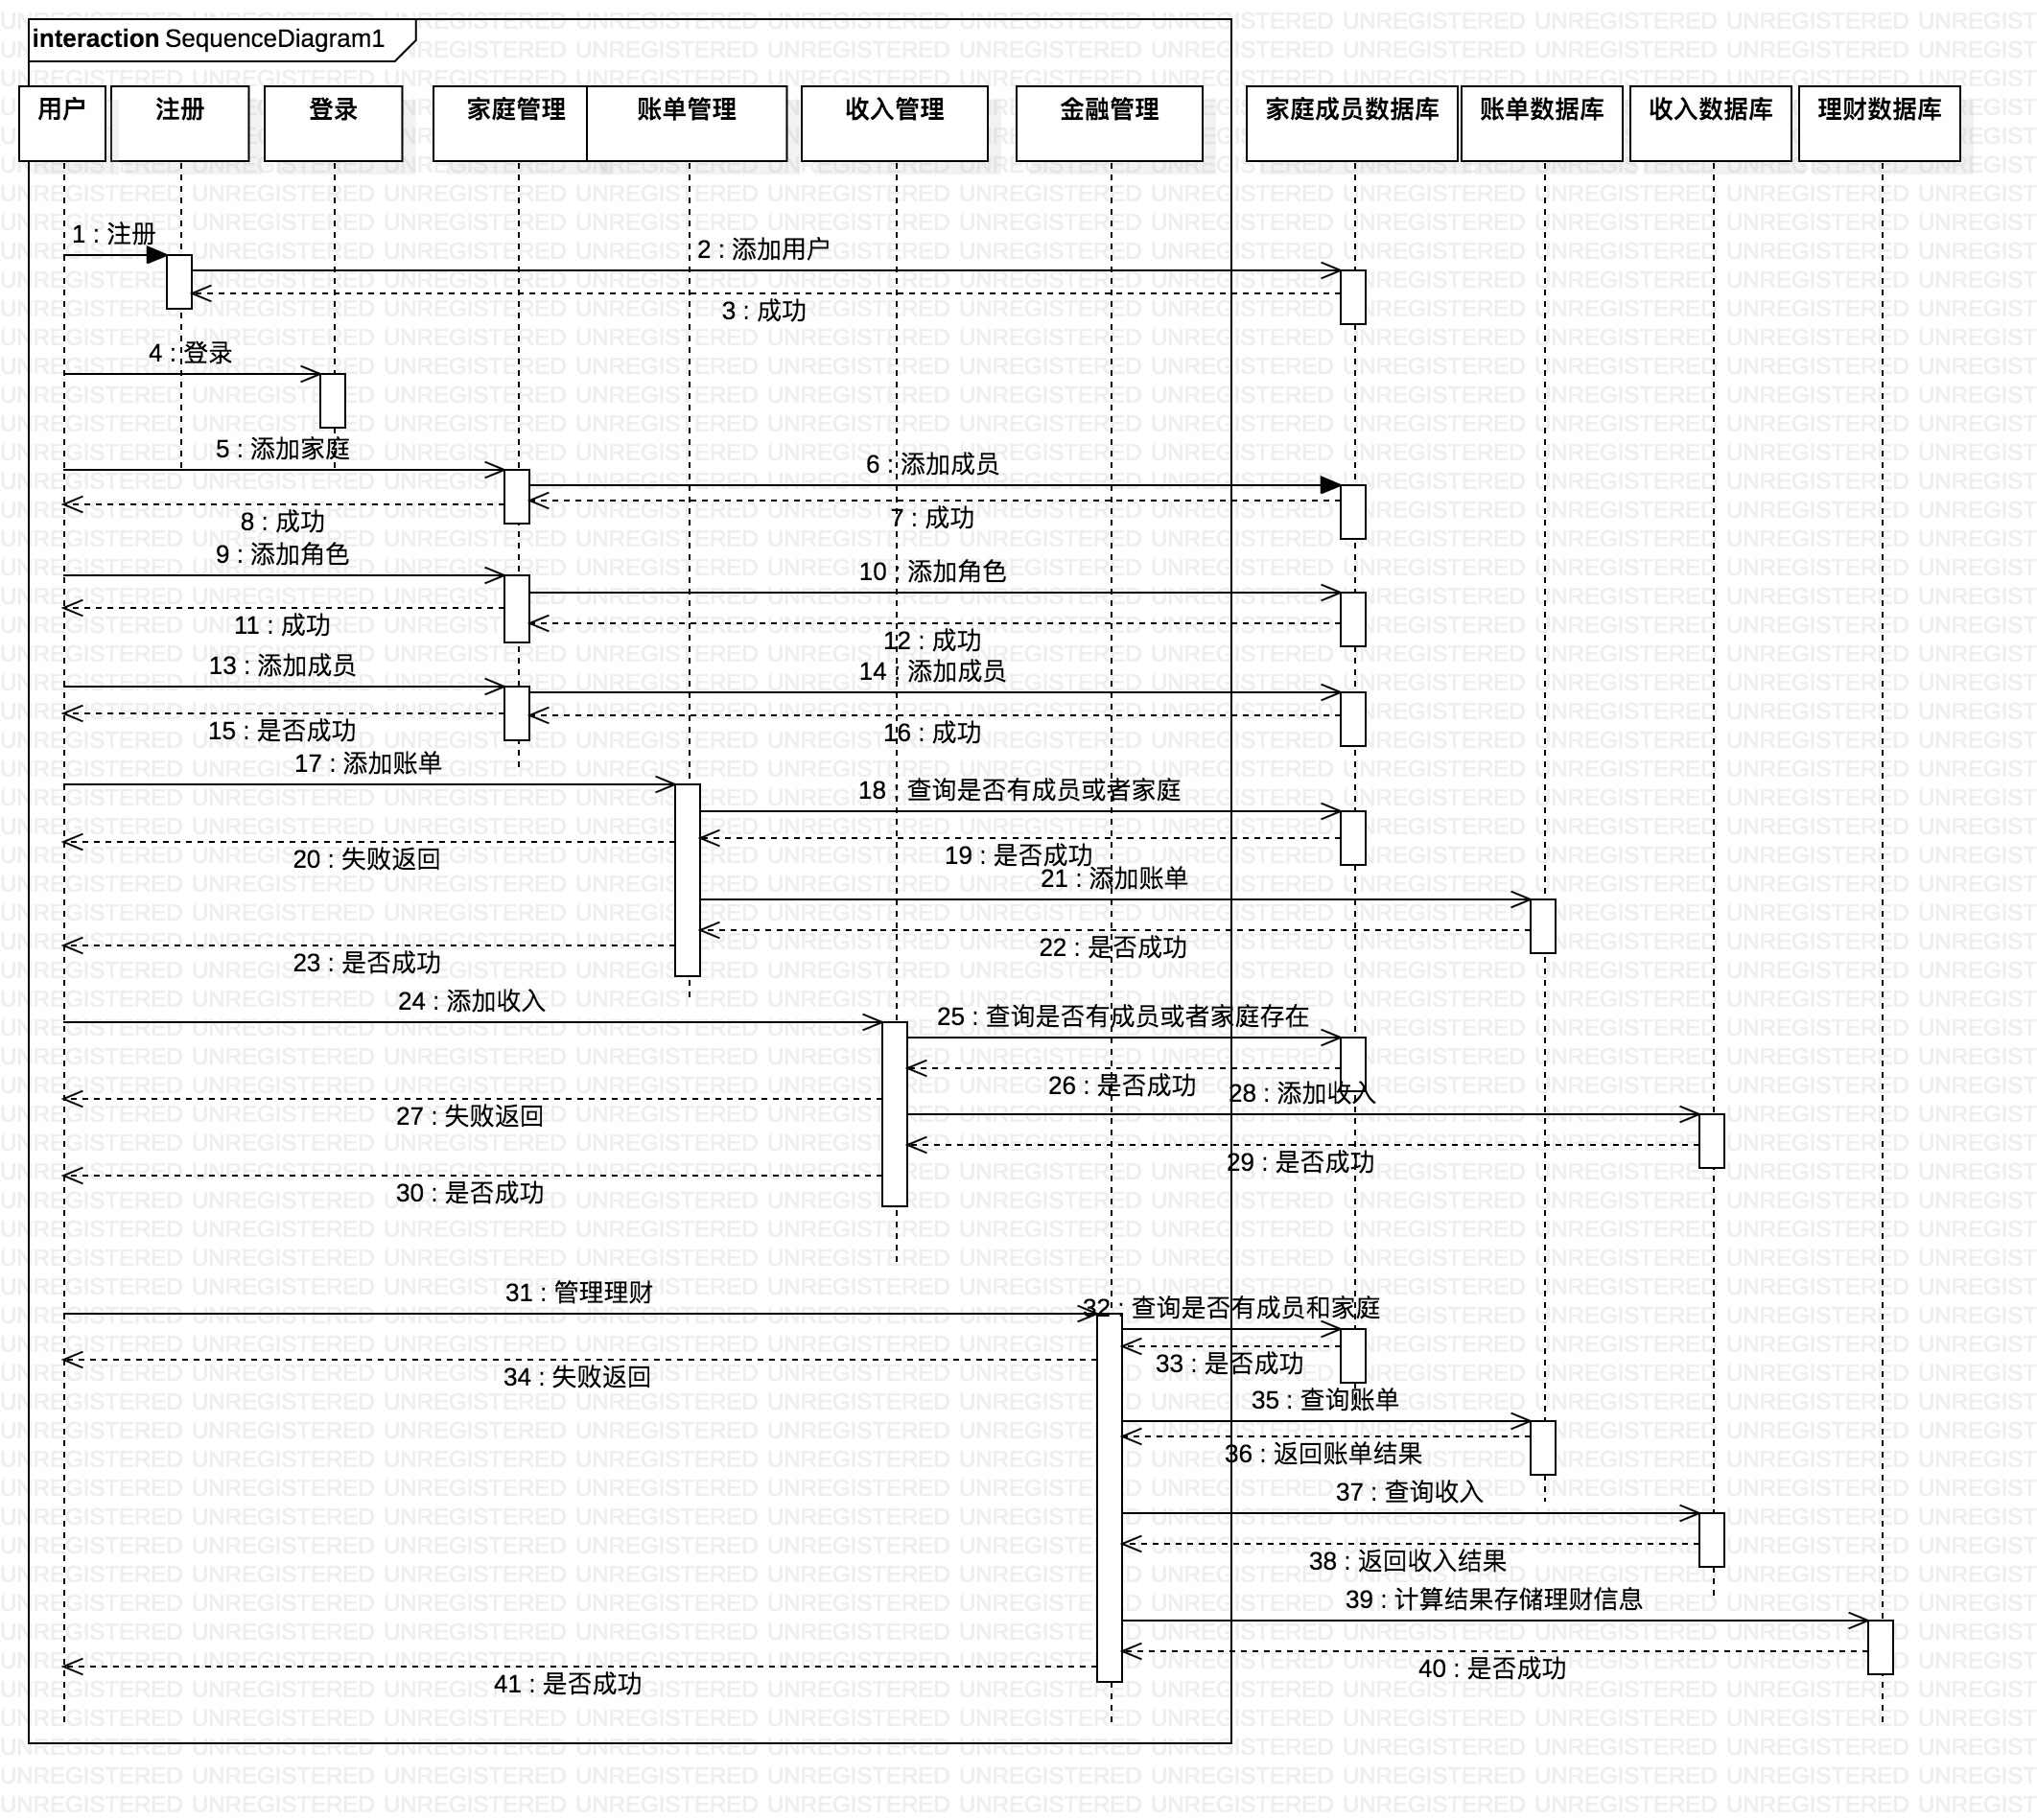 interaction SequenceDiagram1
用户
注册
登录
家庭管理
账单管理
收入管理
金融管理
家庭成员数据库
账单数据库
收入数据库
理财数据库
1 : 注册
2 : 添加用户
3 : 成功
4 : 登录
5 : 添加家庭
6 : 添加成员
7 : 成功
8 : 成功
9 : 添加角色
10 : 添加角色
11 : 成功
12 : 成功
13 : 添加成员
14 : 添加成员
15 : 是否成功
16 : 成功
17 : 添加账单
18 : 查询是否有成员或者家庭
19 : 是否成功
20 : 失败返回
21 : 添加账单
22 : 是否成功
23 : 是否成功
24 : 添加收入
25 : 查询是否有成员或者家庭存在
26 : 是否成功
28 : 添加收入
27 : 失败返回
29 : 是否成功
30 : 是否成功
31 : 管理理财
32 : 查询是否有成员和家庭
33 : 是否成功
34 : 失败返回
35 : 查询账单
36 : 返回账单结果
37 : 查询收入
38 : 返回收入结果
39 : 计算结果存储理财信息
40 : 是否成功
41 : 是否成功
UNREGISTERED